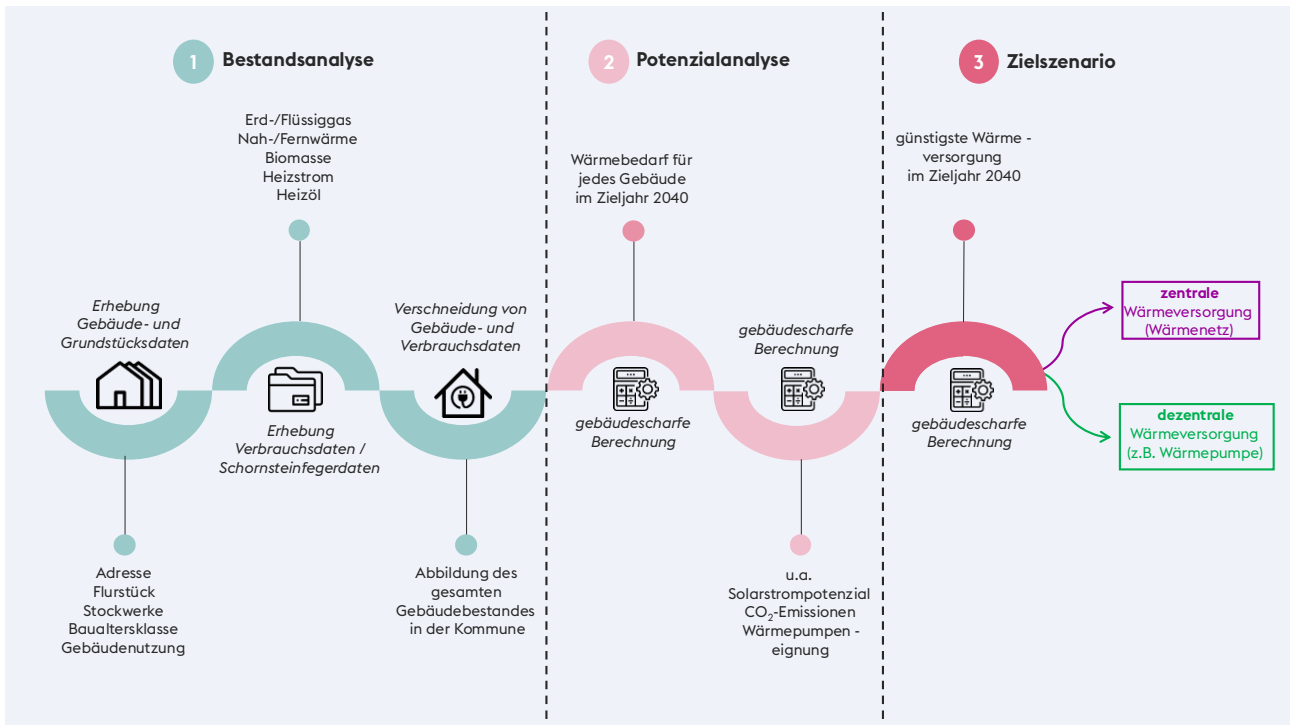 1 Bestandsanalyse
Erd-/Flüssiggas
Nah-/Fernwärme
Biomasse
Heizstrom
Heizöl
Erhebung
Gebäude- und
Grundstücksdaten
Erhebung
Verbrauchsdaten /
Schornsteinfegerdaten
Verschneidung von
Gebäude- und
Verbrauchsdaten
Adresse
Flurstück
Stockwerke
Baualtersklasse
Gebäudenutzung
Abbildung des
gesamten
Gebäudebestandes
in der Kommune
2 Potenzialanalyse
Wärmebedarf für
jedes Gebäude
im Zieljahr 2040
gebäudescharfe
Berechnung
gebäudescharfe
Berechnung
u.a.
Solarstrompotenzial
CO₂-Emissionen
Wärmepumpen -
eignung
3 Zielszenario
günstigste Wärme -
versorgung
im Zieljahr 2040
gebäudescharfe
Berechnung
zentrale
Wärmeversorgung
(Wärmenetz)
dezentrale
Wärmeversorgung
(z.B. Wärmepumpe)